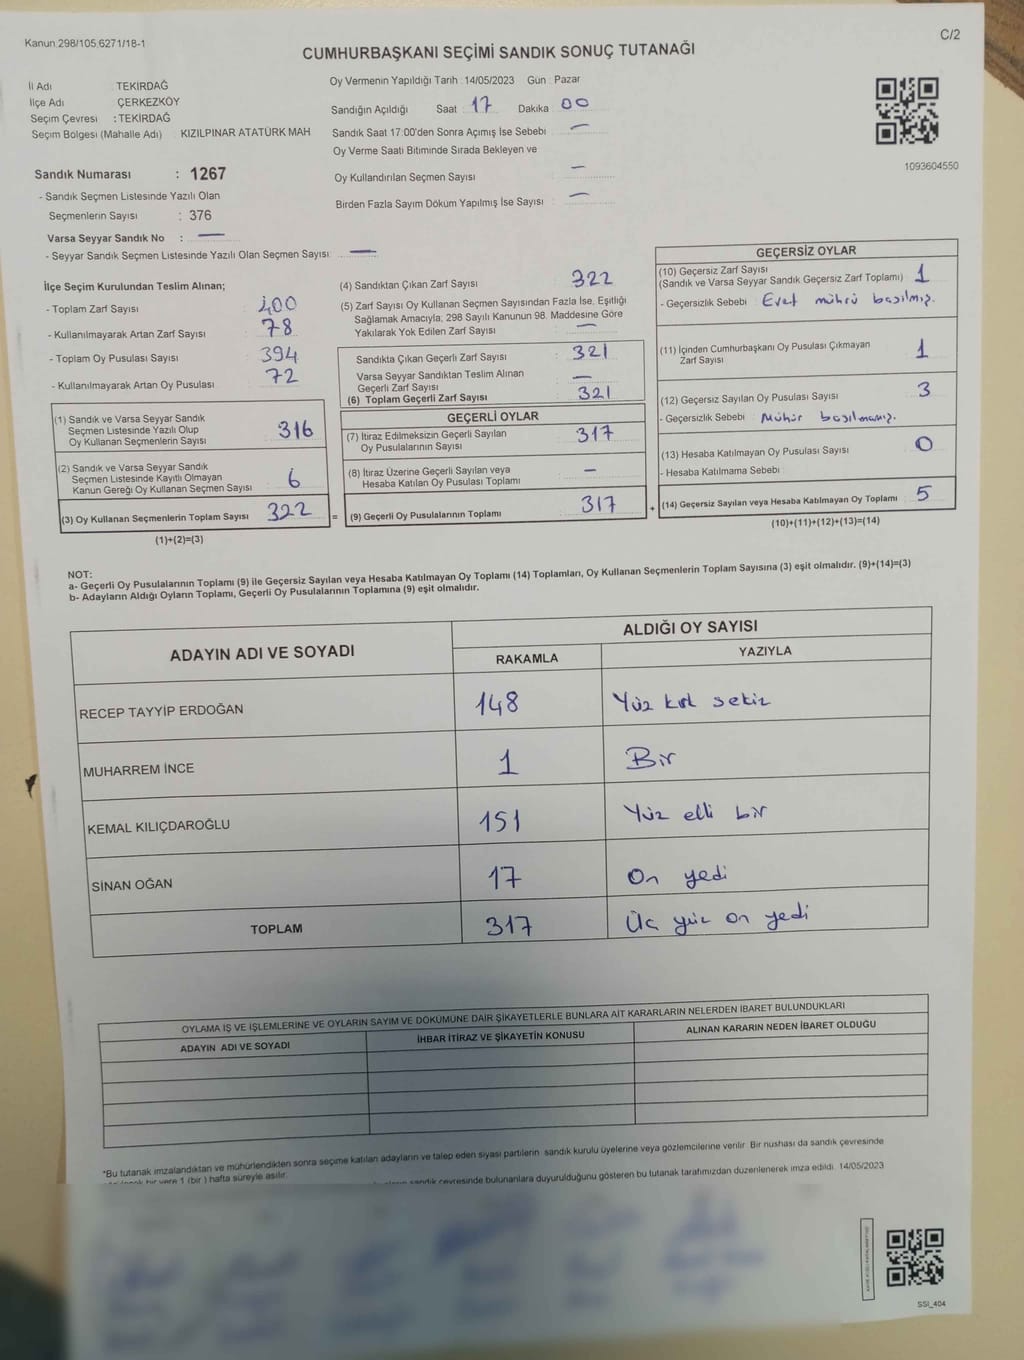 Kanun:298/105,6271/18-1
C/2
CUMHURBAŞKANI SEÇİMİ SANDIK SONUÇ TUTANAĞI
İl Adı : TEKİRDAĞ
İlçe Adı : ÇERKEZKÖY
Seçim Çevresi : TEKİRDAĞ
Seçim Bölgesi (Mahalle Adı) : KIZILPINAR ATATÜRK MAH
Oy Vermenin Yapıldığı Tarih : 14/05/2023 Gün : Pazar
Sandığın Açıldığı Saat 17 Dakika 00
Sandık Saat 17:00'den Sonra Açılmış İse Sebebi : —
Oy Verme Saati Bitiminde Sırada Bekleyen ve
Oy Kullandırılan Seçmen Sayısı : —
Birden Fazla Sayım Döküm Yapılmış İse Sayısı : —
1093604550
Sandık Numarası : 1267
- Sandık Seçmen Listesinde Yazılı Olan
Seçmenlerin Sayısı : 376
Varsa Seyyar Sandık No : —
- Seyyar Sandık Seçmen Listesinde Yazılı Olan Seçmen Sayısı: —
İlçe Seçim Kurulundan Teslim Alınan;
- Toplam Zarf Sayısı : 400
- Kullanılmayarak Artan Zarf Sayısı : 78
- Toplam Oy Pusulası Sayısı : 394
- Kullanılmayarak Artan Oy Pusulası : 72
(1) Sandık ve Varsa Seyyar Sandık
Seçmen Listesinde Yazılı Olup
Oy Kullanan Seçmenlerin Sayısı 316
(2) Sandık ve Varsa Seyyar Sandık
Seçmen Listesinde Kayıtlı Olmayan
Kanun Gereği Oy Kullanan Seçmen Sayısı 6
(3) Oy Kullanan Seçmenlerin Toplam Sayısı 322
(1)+(2)=(3)
(4) Sandıktan Çıkan Zarf Sayısı : 322
(5) Zarf Sayısı Oy Kullanan Seçmen Sayısından Fazla İse, Eşitliği
Sağlamak Amacıyla; 298 Sayılı Kanunun 98. Maddesine Göre
Yakılarak Yok Edilen Zarf Sayısı : —
Sandıkta Çıkan Geçerli Zarf Sayısı : 321
Varsa Seyyar Sandıktan Teslim Alınan
Geçerli Zarf Sayısı : —
(6) Toplam Geçerli Zarf Sayısı : 321
GEÇERLİ OYLAR
(7) İtiraz Edilmeksizin Geçerli Sayılan
Oy Pusulalarının Sayısı : 317
(8) İtiraz Üzerine Geçerli Sayılan veya
Hesaba Katılan Oy Pusulası Toplamı : —
= (9) Geçerli Oy Pusulalarının Toplamı 317
GEÇERSİZ OYLAR
(10) Geçersiz Zarf Sayısı
(Sandık ve Varsa Seyyar Sandık Geçersiz Zarf Toplamı) : 1
- Geçersizlik Sebebi : Evet mührü basılmış.
(11) İçinden Cumhurbaşkanı Oy Pusulası Çıkmayan
Zarf Sayısı 1
(12) Geçersiz Sayılan Oy Pusulası Sayısı 3
- Geçersizlik Sebebi : Mühür basılmamış.
(13) Hesaba Katılmayan Oy Pusulası Sayısı 0
- Hesaba Katılmama Sebebi
+ (14) Geçersiz Sayılan veya Hesaba Katılmayan Oy Toplamı 5
(10)+(11)+(12)+(13)=(14)
NOT:
a- Geçerli Oy Pusulalarının Toplamı (9) ile Geçersiz Sayılan veya Hesaba Katılmayan Oy Toplamı (14) Toplamları, Oy Kullanan Seçmenlerin Toplam Sayısına (3) eşit olmalıdır. (9)+(14)=(3)
b- Adayların Aldığı Oyların Toplamı, Geçerli Oy Pusulalarının Toplamına (9) eşit olmalıdır.
ADAYIN ADI VE SOYADI
ALDIĞI OY SAYISI
RAKAMLA YAZIYLA
RECEP TAYYİP ERDOĞAN 148 Yüz kırk sekiz
MUHARREM İNCE 1 Bir
KEMAL KILIÇDAROĞLU 151 Yüz elli bir
SİNAN OĞAN 17 On yedi
TOPLAM 317 Üç yüz on yedi
OYLAMA İŞ VE İŞLEMLERİNE VE OYLARIN SAYIM VE DÖKÜMÜNE DAİR ŞİKAYETLERLE BUNLARA AİT KARARLARIN NELERDEN İBARET BULUNDUKLARI
ADAYIN ADI VE SOYADI İHBAR İTİRAZ VE ŞİKAYETİN KONUSU ALINAN KARARIN NEDEN İBARET OLDUĞU
*Bu tutanak imzalandıktan ve mühürlendikten sonra seçime katılan adayların ve talep eden siyasi partilerin sandık kurulu üyelerine veya gözlemcilerine verilir. Bir nüshası da sandık çevresinde
bir yere 1 (bir) hafta süreyle asılır.
sandık çevresinde bulunanlara duyurulduğunu gösteren bu tutanak tarafımızdan düzenlenerek imza edildi. 14/05/2023
SSI_404